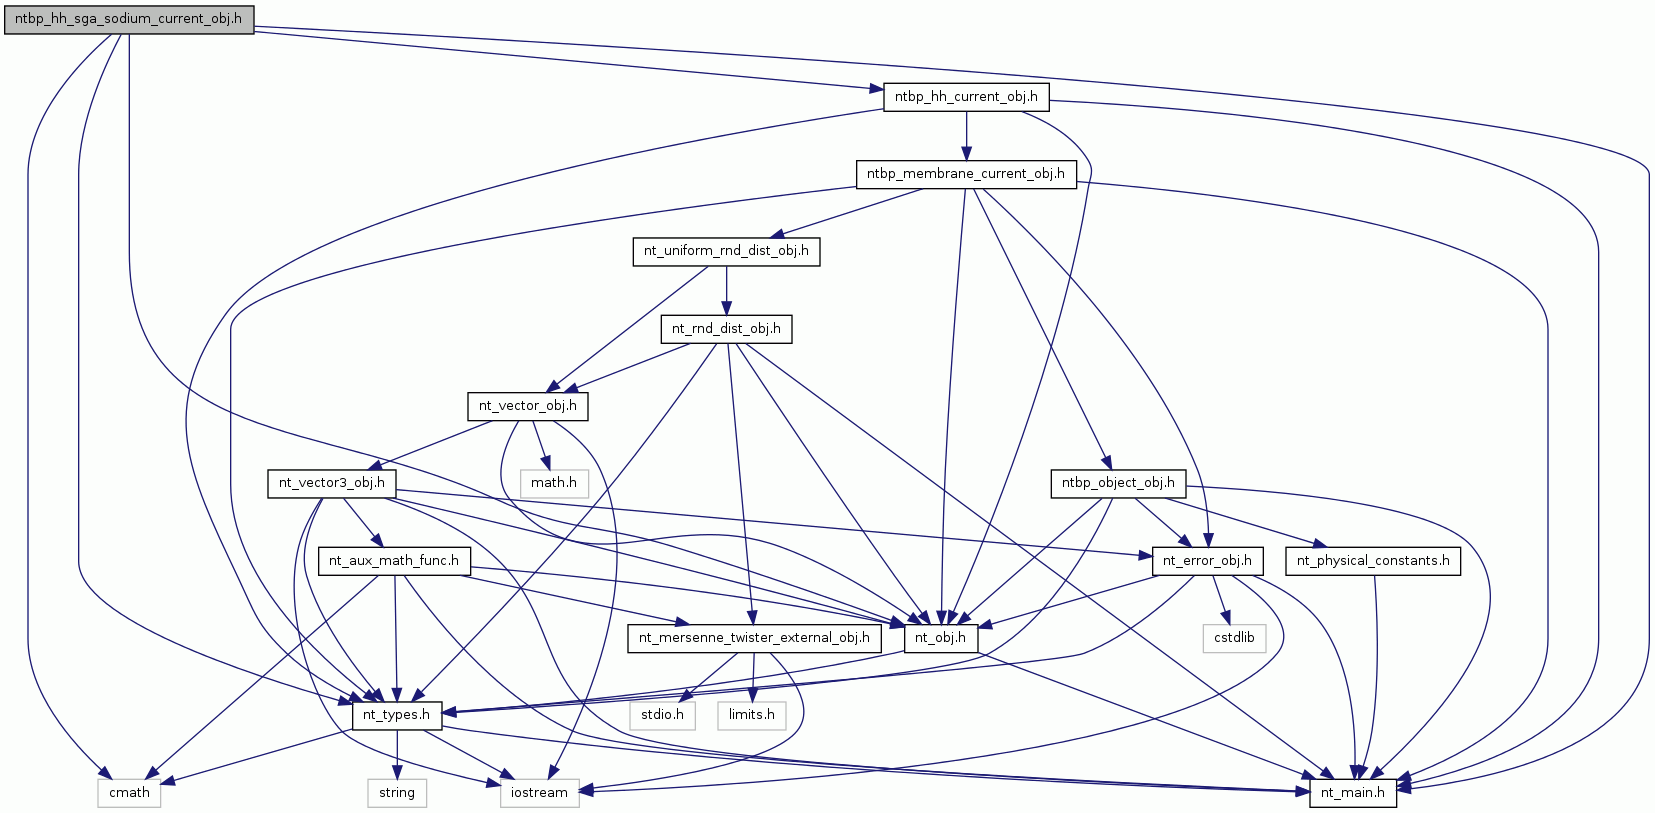 ntbp_hh_sga_sodium_current_obj.h
ntbp_hh_current_obj.h
ntbp_membrane_current_obj.h
nt_uniform_rnd_dist_obj.h
nt_rnd_dist_obj.h
nt_vector_obj.h
nt_vector3_obj.h
math.h
ntbp_object_obj.h
nt_aux_math_func.h
nt_error_obj.h
nt_physical_constants.h
nt_mersenne_twister_external_obj.h
nt_obj.h
cstdlib
nt_types.h
stdio.h
limits.h
cmath
string
iostream
nt_main.h